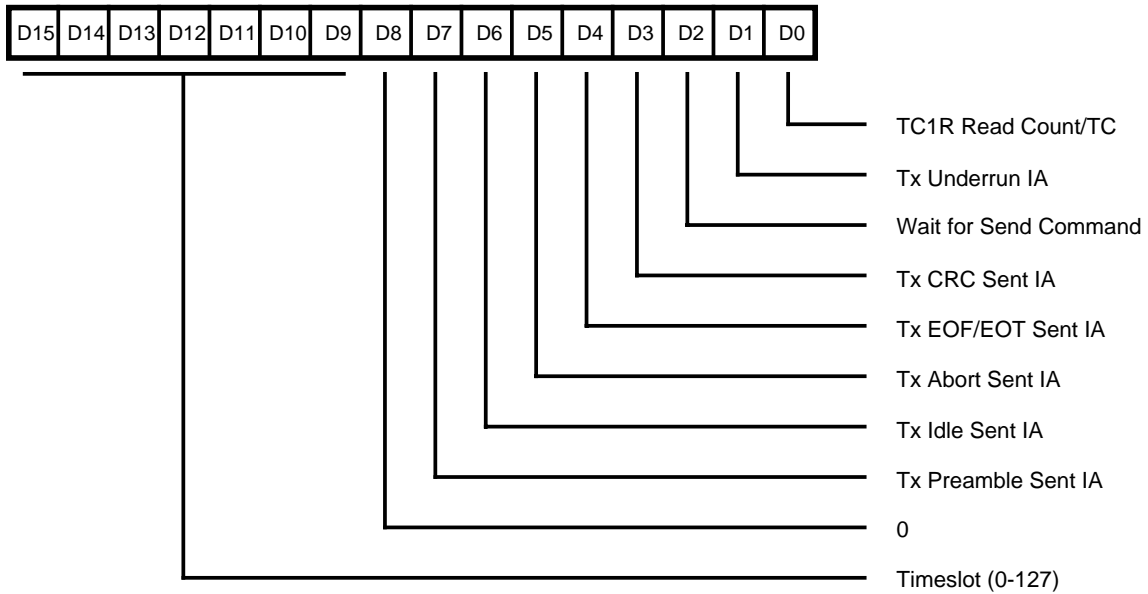 D15 D14 D13 D12 D11 D10 D9 D8 D7 D6 D5 D4 D3 D2 D1 D0
TC1R Read Count/TC
Tx Underrun IA
Wait for Send Command
Tx CRC Sent IA
Tx EOF/EOT Sent IA
Tx Abort Sent IA
Tx Idle Sent IA
Tx Preamble Sent IA
0
Timeslot (0-127)